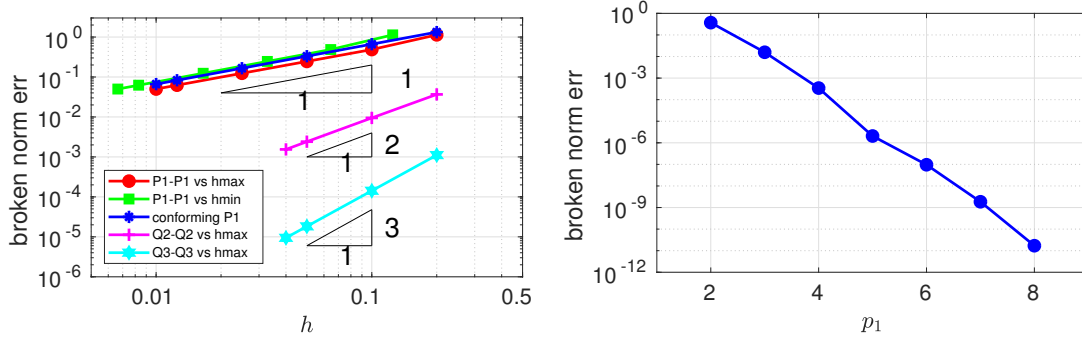 broken norm err
10^0
10^-1
10^-2
10^-3
10^-4
10^-5
10^-6
1
1
2
1
3
1
P1-P1 vs hmax
P1-P1 vs hmin
conforming P1
Q2-Q2 vs hmax
Q3-Q3 vs hmax
0.01
0.1
0.5
h
broken norm err
10^0
10^-3
10^-6
10^-9
10^-12
2
4
6
8
p_1